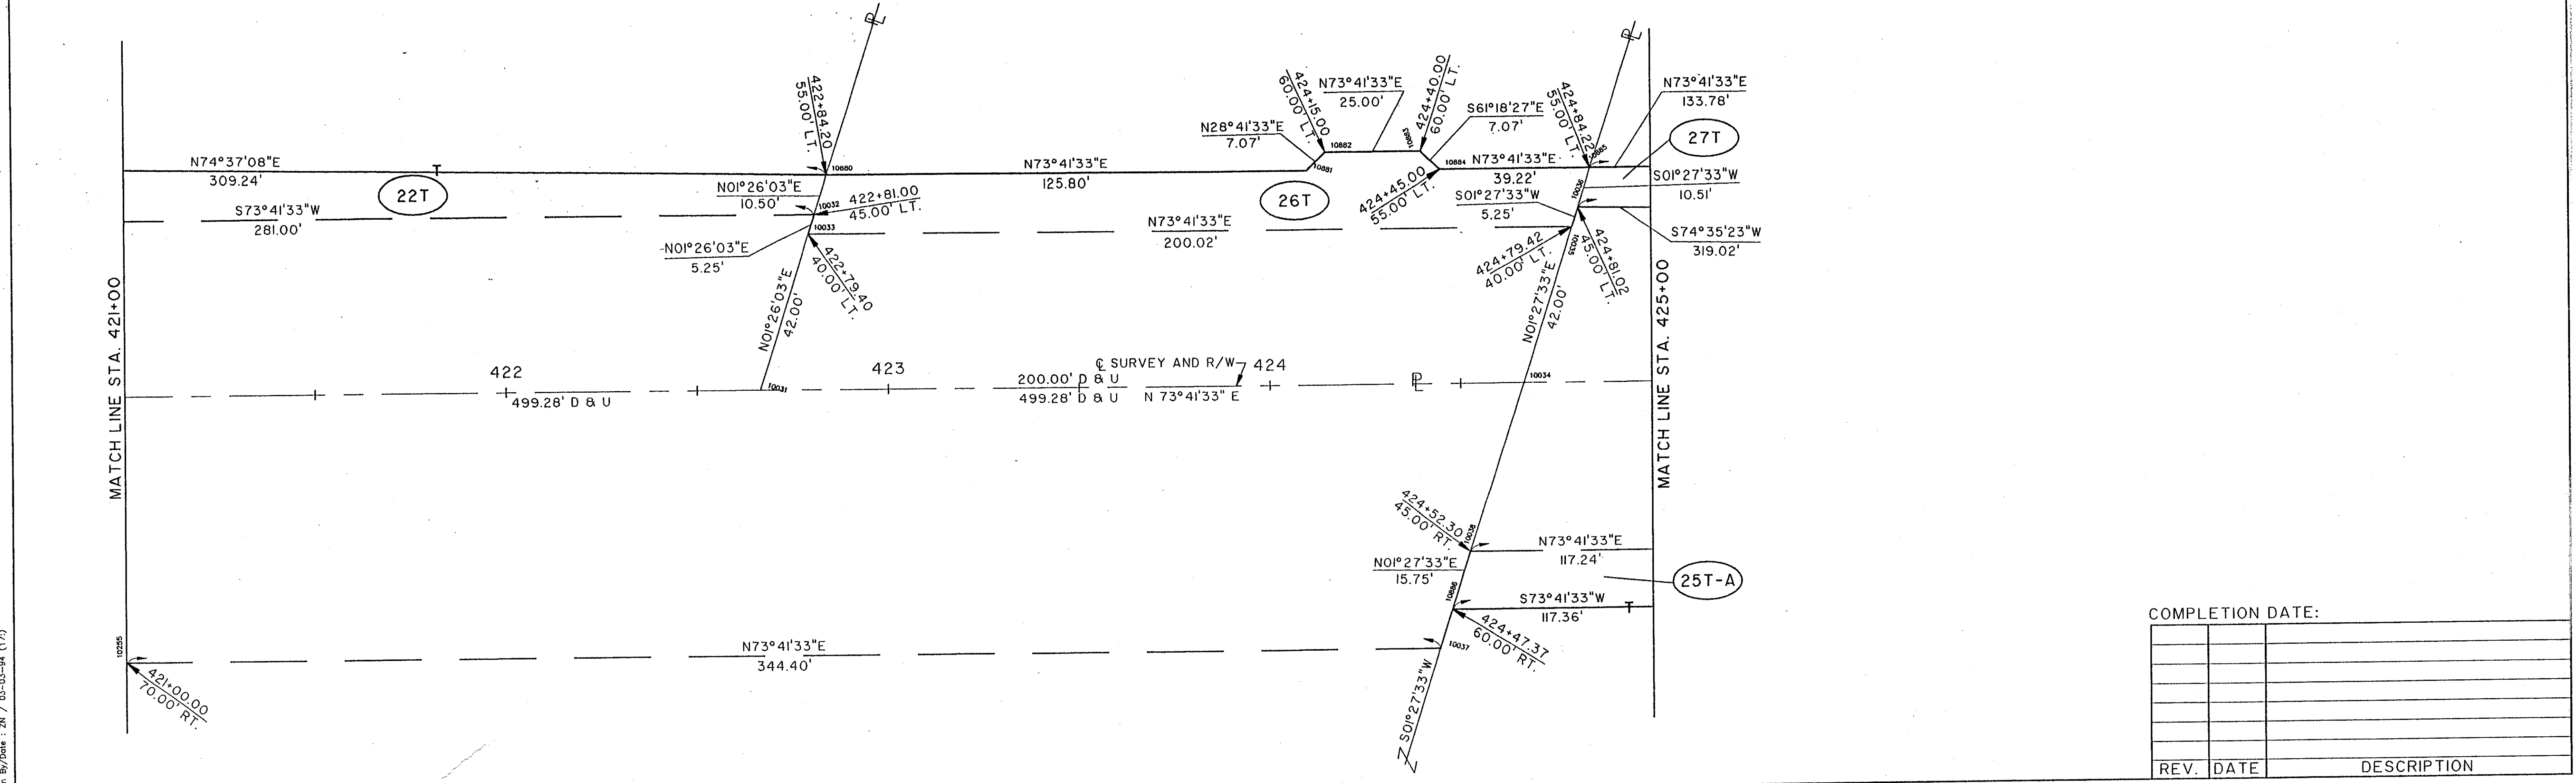 MATCH LINE STA. 421+00
N74°37'08"E
309.24'
T
22T
S73°41'33"W
281.00'
422+84.20
55.00' LT.
PL
10880
N01°26'03"E
10.50'
10032
422+81.00
45.00' LT.
N01°26'03"E
5.25'
10033
422+79.40
40.00' LT.
N01°26'03"E
42.00'
10031
N73°41'33"E
125.80'
10881
N28°41'33"E
7.07'
424+15.00
60.00' LT.
10882
N73°41'33"E
25.00'
10883
424+40.00
60.00' LT.
S61°18'27"E
7.07'
10884
424+45.00
55.00' LT.
26T
N73°41'33"E
39.22'
424+84.22
55.00' LT.
10885
PL
N73°41'33"E
133.78'
27T
10036
S01°27'33"W
10.51'
S01°27'33"W
5.25'
S74°35'23"W
319.02'
N73°41'33"E
200.02'
424+79.42
40.00' LT.
10035
424+81.02
45.00' LT.
N01°27'33"E
42.00'
MATCH LINE STA. 425+00
422
423
℄ SURVEY AND R/W
424
499.28' D & U
200.00' D & U
499.28' D & U
N 73°41'33" E
PL
10034
424+52.30
45.00' RT.
10038
N73°41'33"E
117.24'
N01°27'33"E
15.75'
25T-A
10886
S73°41'33"W
117.36'
T
424+47.37
60.00' RT.
10255
421+00.00
70.00' RT.
N73°41'33"E
344.40'
10037
S01°27'33"W
COMPLETION DATE:
REV. DATE DESCRIPTION